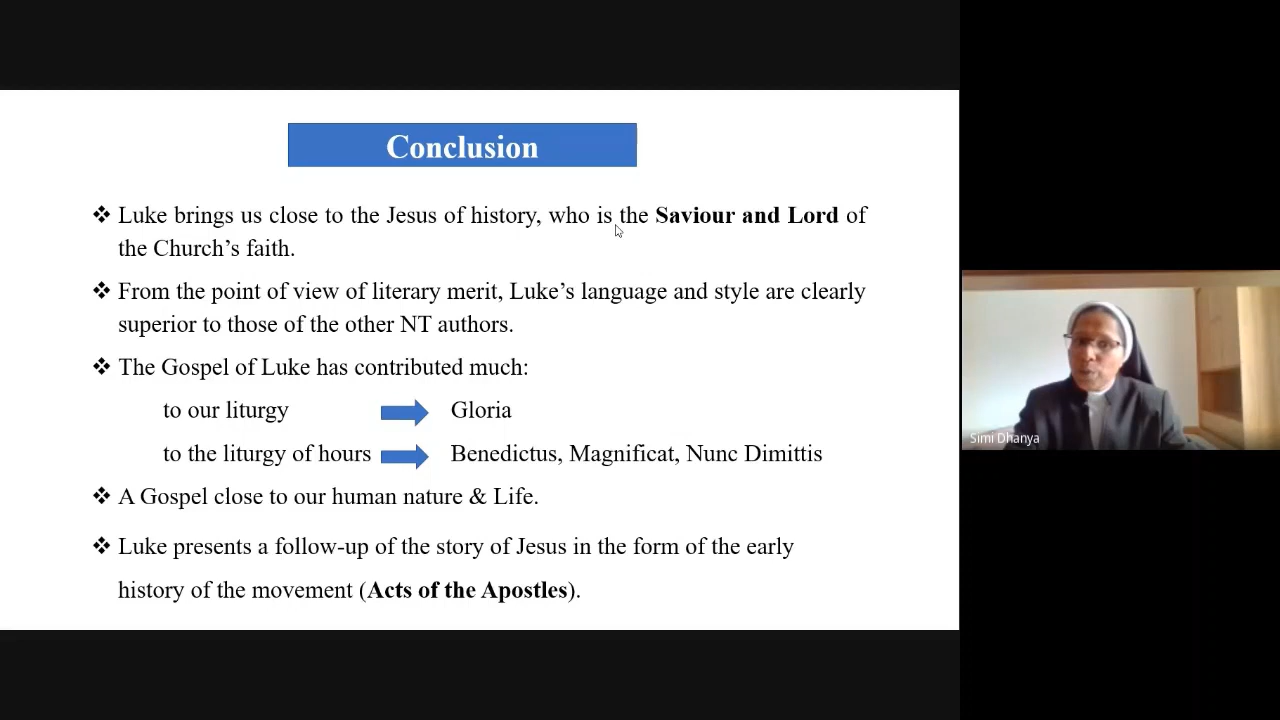 Conclusion
❖ Luke brings us close to the Jesus of history, who is the Saviour and Lord of
the Church’s faith.
❖ From the point of view of literary merit, Luke’s language and style are clearly
superior to those of the other NT authors.
❖ The Gospel of Luke has contributed much:
to our liturgy Gloria
to the liturgy of hours Benedictus, Magnificat, Nunc Dimittis
❖ A Gospel close to our human nature & Life.
❖ Luke presents a follow-up of the story of Jesus in the form of the early
history of the movement (Acts of the Apostles).
Simi Dhanya